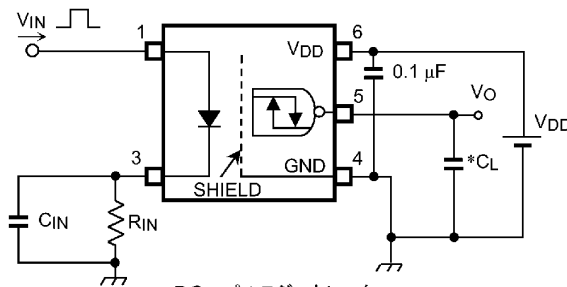 VIN
1
6
VDD
0.1 μF
5
VO
VDD
3
GND
4
*CL
SHIELD
CIN
RIN